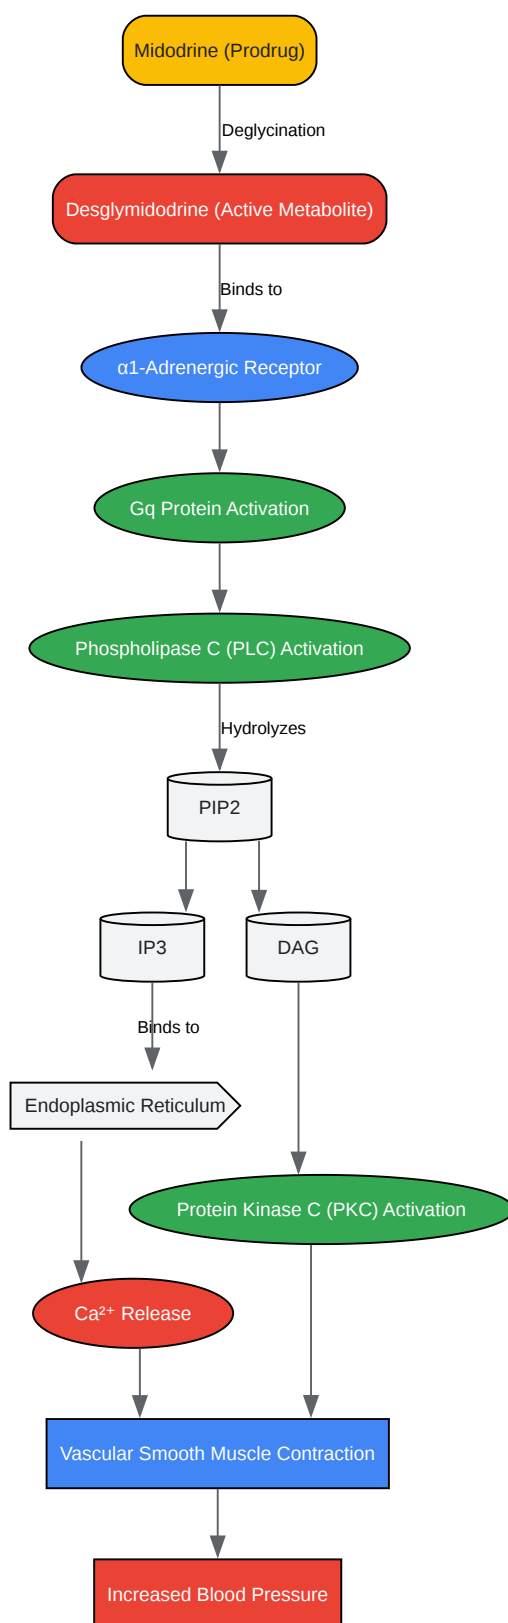 Midodrine (Prodrug)
Deglycination
Desglymidodrine (Active Metabolite)
Binds to
α1-Adrenergic Receptor
Gq Protein Activation
Phospholipase C (PLC) Activation
Hydrolyzes
PIP2
IP3
DAG
Binds to
Endoplasmic Reticulum
Protein Kinase C (PKC) Activation
Ca²⁺ Release
Vascular Smooth Muscle Contraction
Increased Blood Pressure